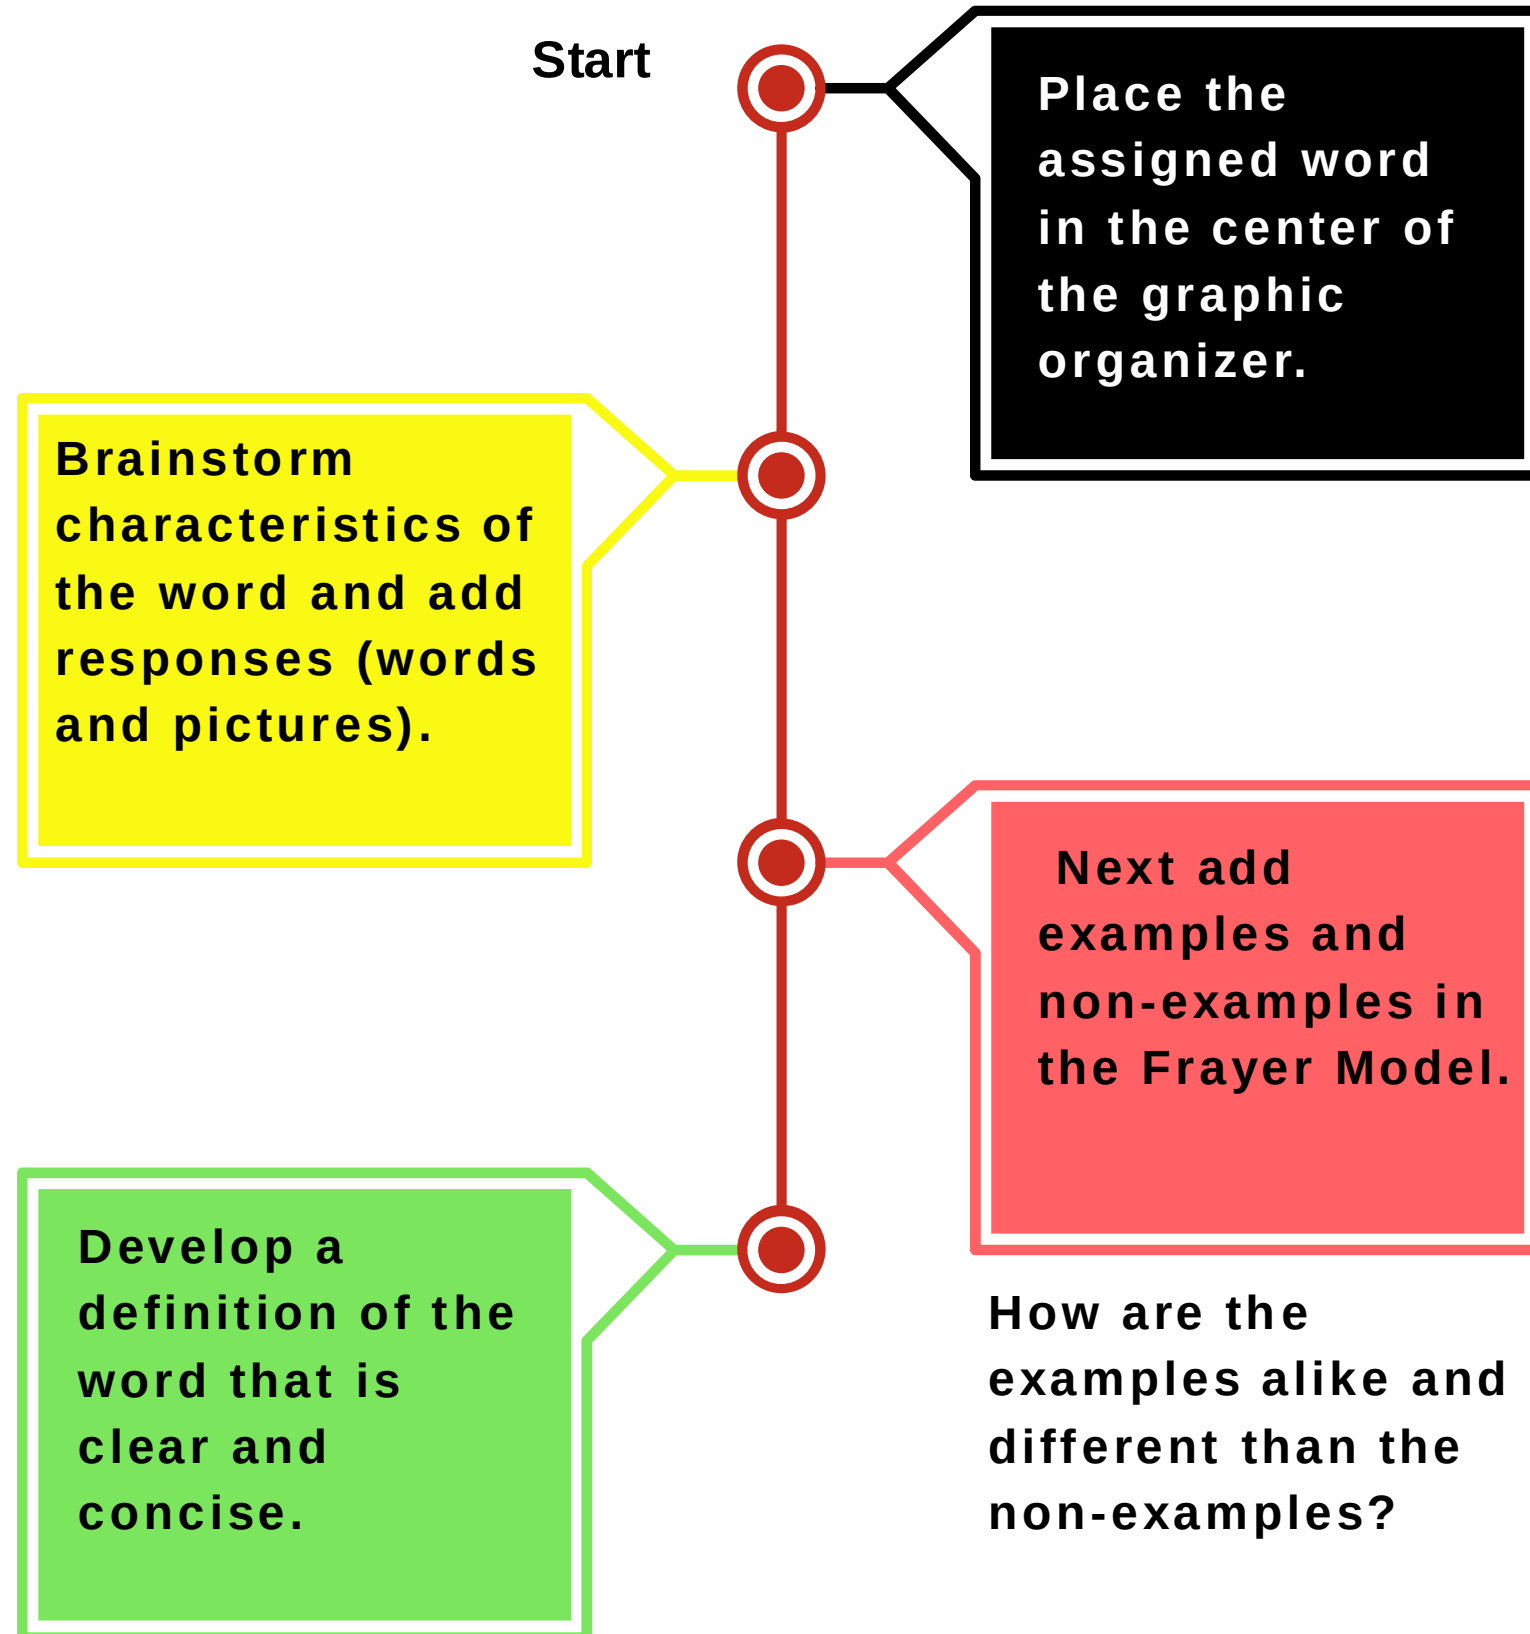 Start
Place the
assigned word
in the center of
the graphic
organizer.
Brainstorm
characteristics of
the word and add
responses (words
and pictures).
Next add
examples and
non-examples in
the Frayer Model.
Develop a
definition of the
word that is
clear and
concise.
How are the
examples alike and
different than the
non-examples?